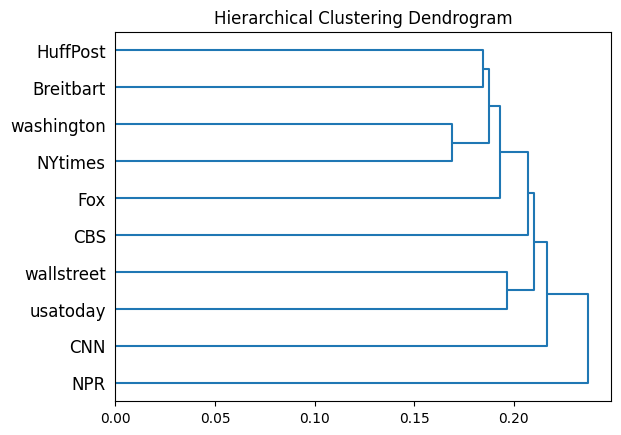 Hierarchical Clustering Dendrogram
HuffPost
Breitbart
washington
NYtimes
Fox
CBS
wallstreet
usatoday
CNN
NPR
0.00 0.05 0.10 0.15 0.20